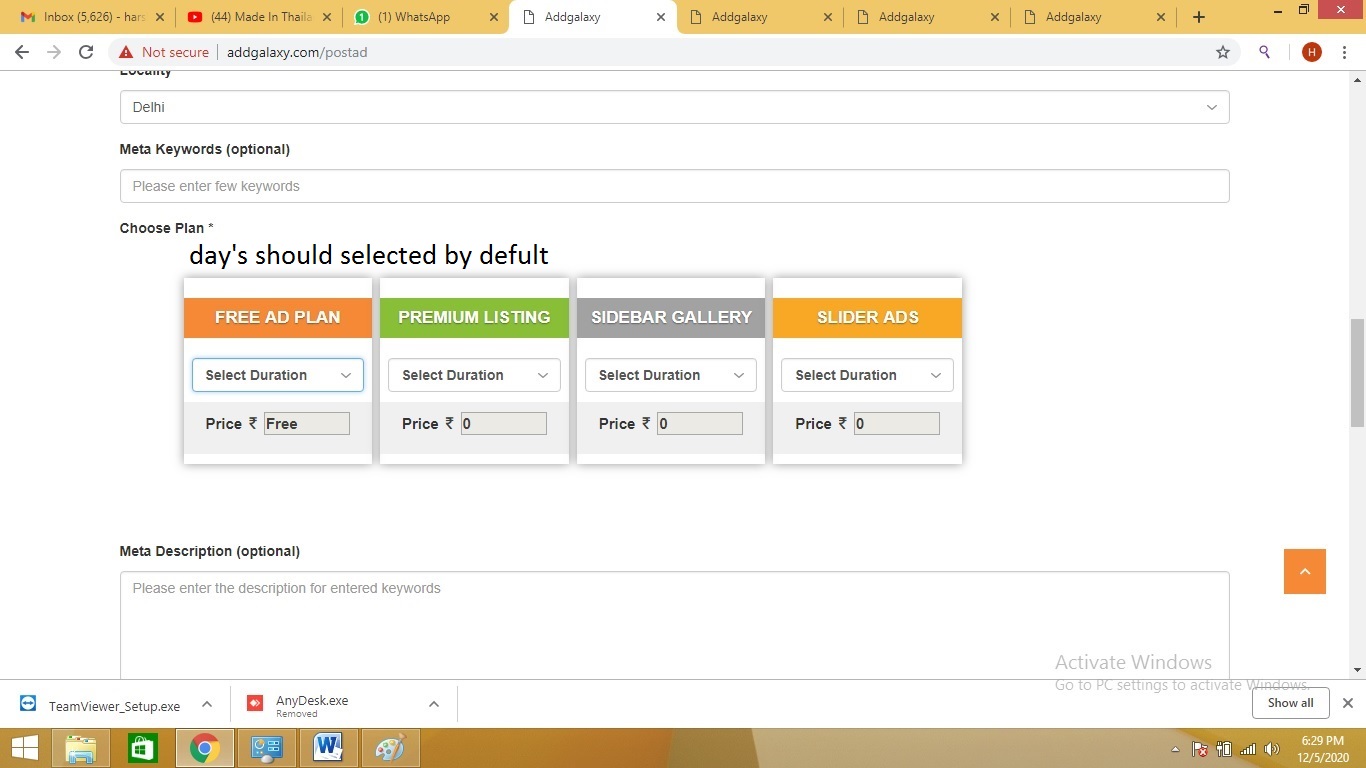 Inbox (5,626) - hars
(44) Made In Thaila
(1) WhatsApp
Addgalaxy
Addgalaxy
Addgalaxy
Addgalaxy
Not secure
addgalaxy.com/postad
H
Locality
Delhi
Meta Keywords (optional)
Please enter few keywords
Choose Plan *
day's should selected by defult
FREE AD PLAN
PREMIUM LISTING
SIDEBAR GALLERY
SLIDER ADS
Select Duration
Select Duration
Select Duration
Select Duration
Price ₹ Free
Price ₹ 0
Price ₹ 0
Price ₹ 0
Meta Description (optional)
Please enter the description for entered keywords
Activate Windows
Go to PC settings to activate Windows.
TeamViewer_Setup.exe
AnyDesk.exe
Removed
Show all
6:29 PM
12/5/2020